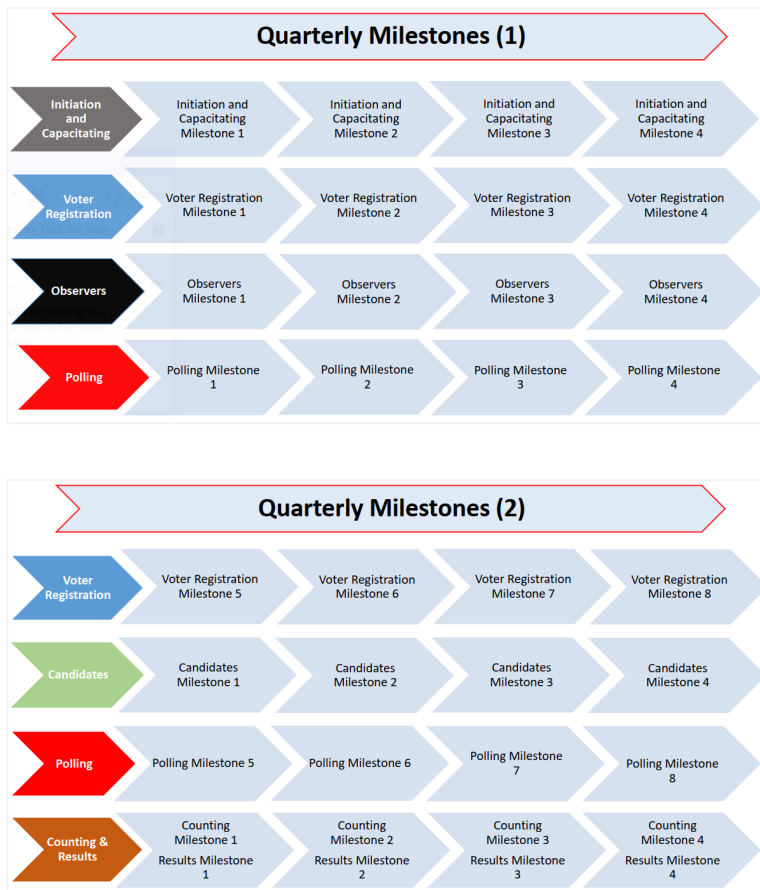 Quarterly Milestones (1)
Initiation and Capacitating
Initiation and Capacitating Milestone 1
Initiation and Capacitating Milestone 2
Initiation and Capacitating Milestone 3
Initiation and Capacitating Milestone 4
Voter Registration
Voter Registration Milestone 1
Voter Registration Milestone 2
Voter Registration Milestone 3
Voter Registration Milestone 4
Observers
Observers Milestone 1
Observers Milestone 2
Observers Milestone 3
Observers Milestone 4
Polling
Polling Milestone 1
Polling Milestone 2
Polling Milestone 3
Polling Milestone 4
Quarterly Milestones (2)
Voter Registration
Voter Registration Milestone 5
Voter Registration Milestone 6
Voter Registration Milestone 7
Voter Registration Milestone 8
Candidates
Candidates Milestone 1
Candidates Milestone 2
Candidates Milestone 3
Candidates Milestone 4
Polling
Polling Milestone 5
Polling Milestone 6
Polling Milestone 7
Polling Milestone 8
Counting & Results
Counting Milestone 1
Results Milestone 1
Counting Milestone 2
Results Milestone 2
Counting Milestone 3
Results Milestone 3
Counting Milestone 4
Results Milestone 4